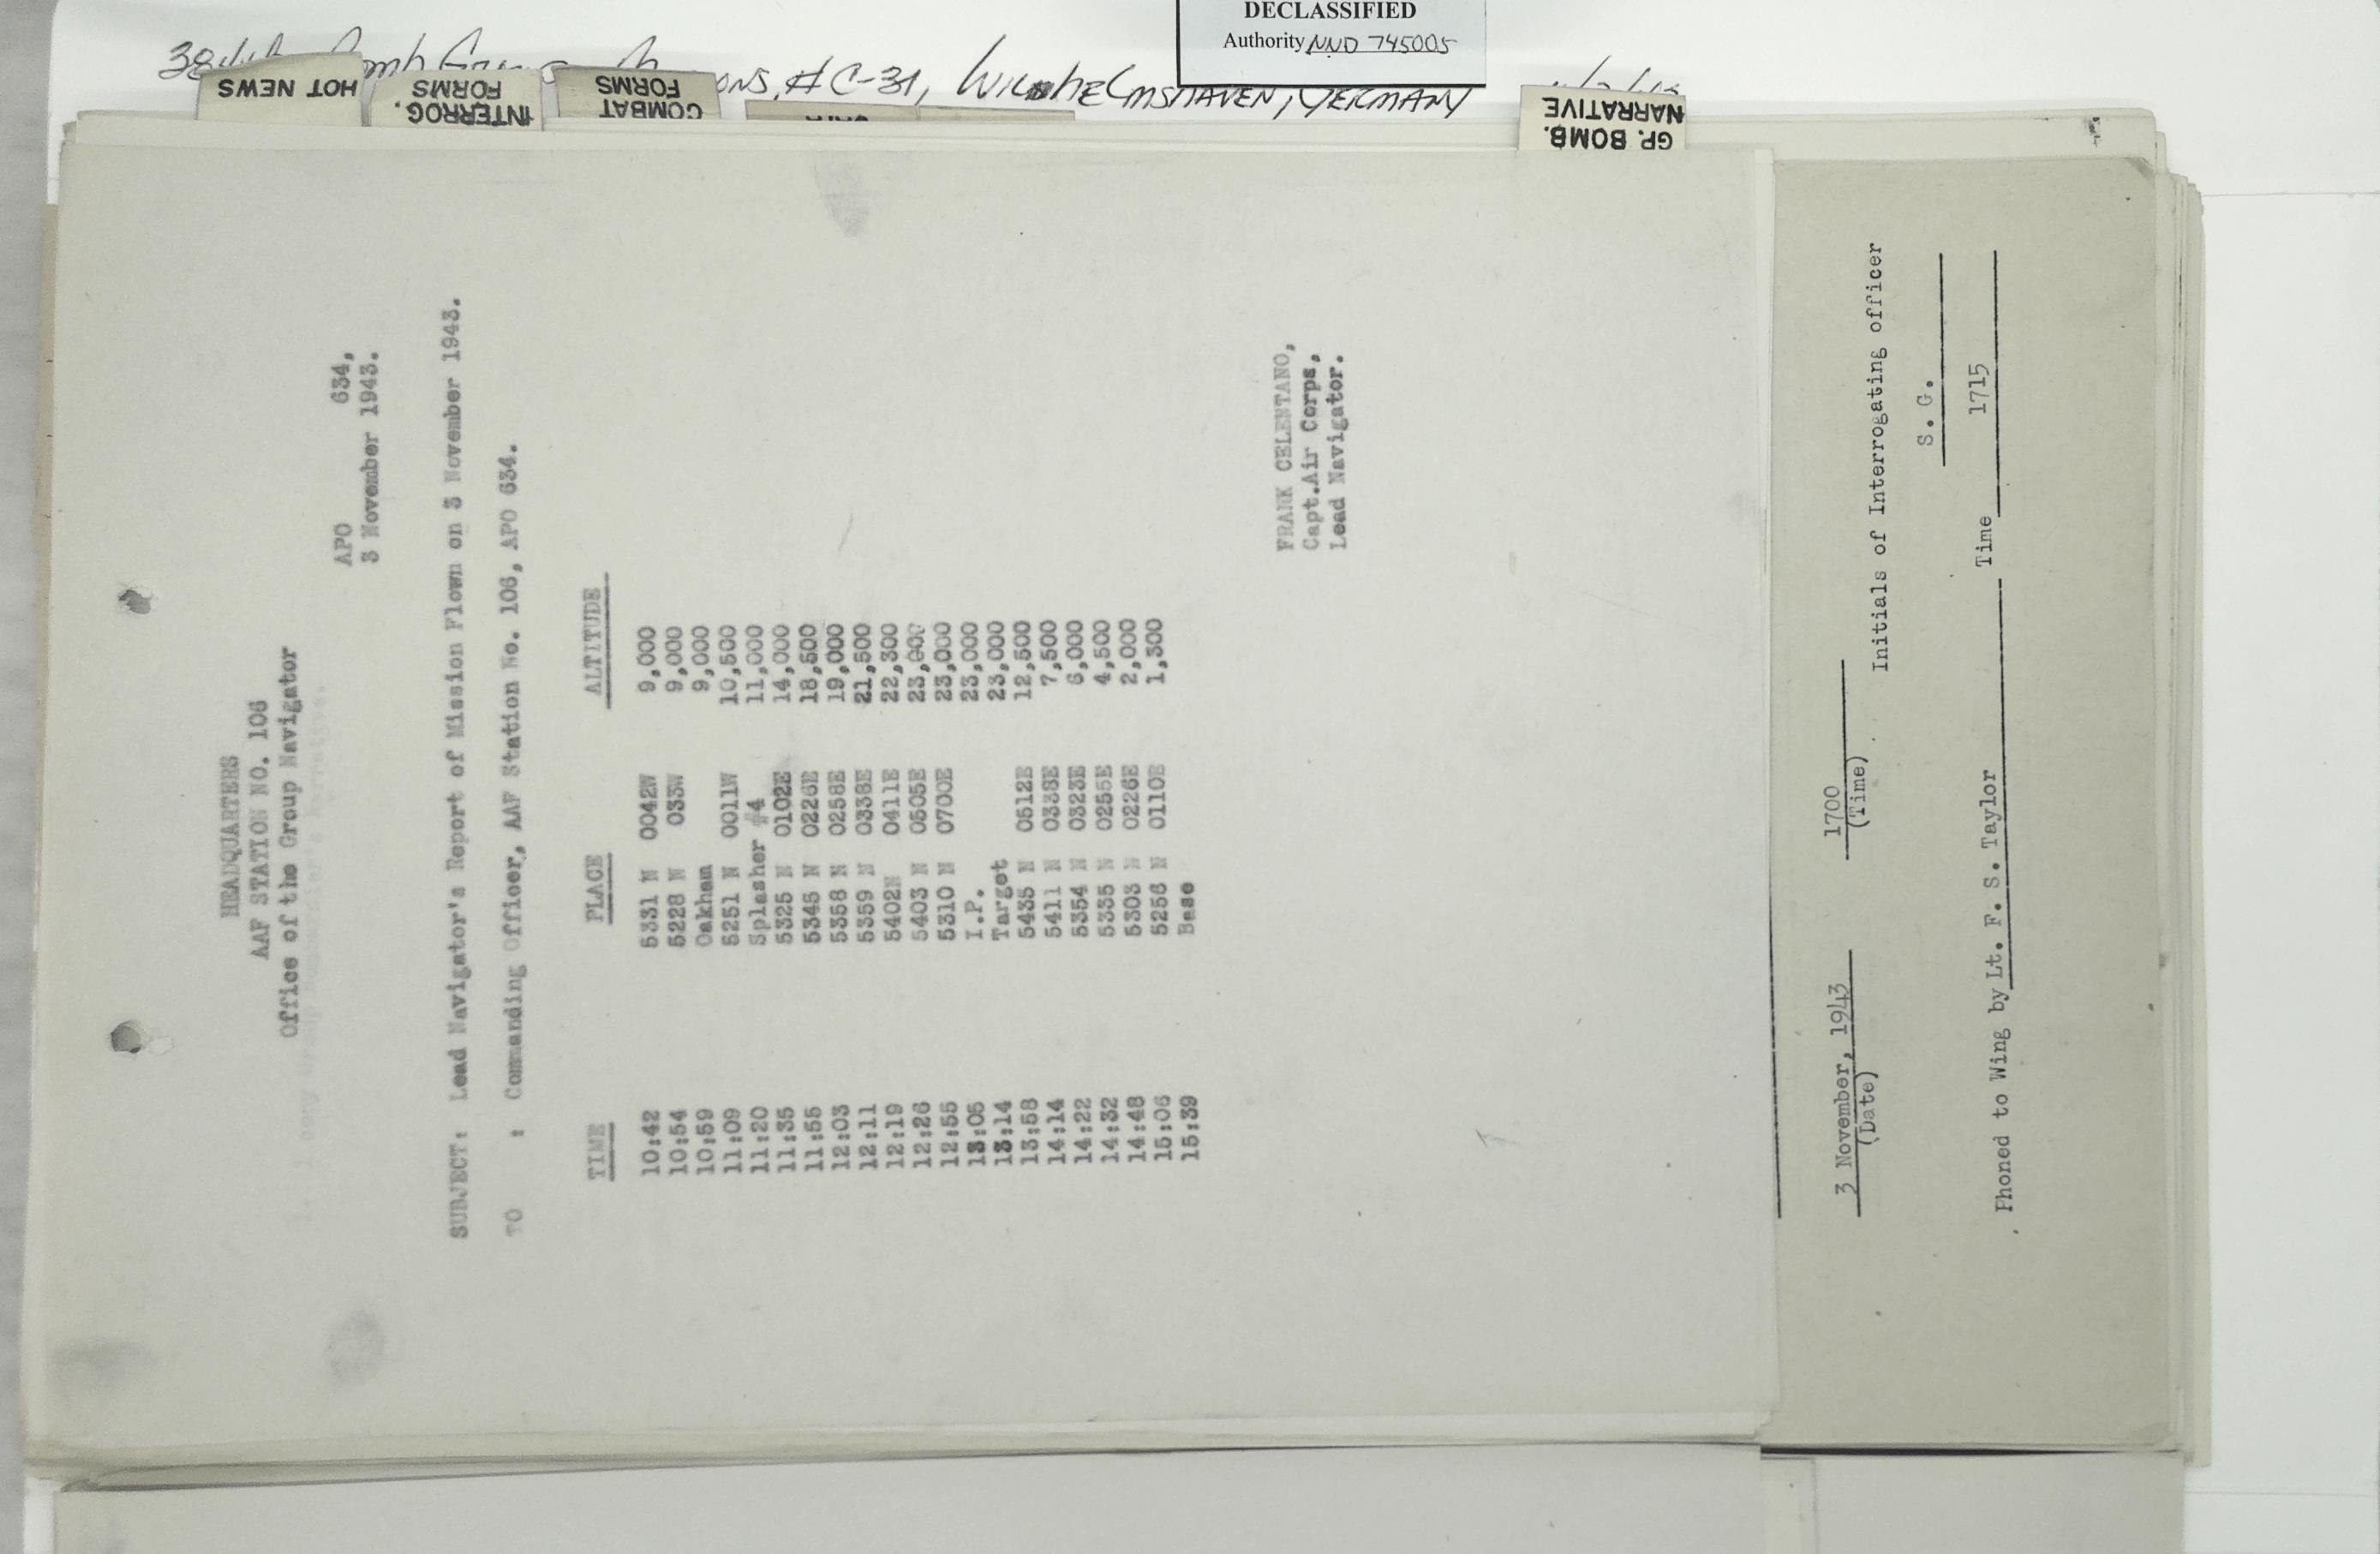 DECLASSIFIED
Authority NND 745005
#C-31, WILHELMSHAVEN, GERMANY
HOT NEWS
INTERROG.
FORMS
COMBAT
FORMS
GP. BOMB.
NARRATIVE
HEADQUARTERS
AAF STATION NO. 106
Office of the Group Navigator
APO 634,
3 November 1943.
SUBJECT: Lead Navigator's Report of Mission Flown on 3 November 1943.
TO : Commanding Officer, AAF Station No. 106, APO 634.
TIME PLACE ALTITUDE
10:42 5331 N 0042W 9,000
10:54 5228 N 033W 9,000
10:59 Oakham 9,000
11:09 5251 N 0011W 10,500
11:20 Splasher #4 11,000
11:35 5325 N 0102E 14,000
11:55 5345 N 0226E 18,500
12:03 5358 N 0258E 19,000
12:11 5359 N 0338E 21,500
12:19 5402N 0411E 22,300
12:26 5403 N 0505E 23,000
12:55 5310 N 0700E 23,000
13:05 I.P. 23,000
13:14 Target 23,000
13:58 5435 N 0512E 12,500
14:14 5411 N 0338E 7,500
14:22 5354 N 0323E 6,000
14:32 5335 N 0255E 4,500
14:48 5303 N 0226E 2,000
15:06 5256 N 0110E 1,300
15:39 Base
FRANK CELENTANO,
Capt.Air Corps,
Lead Navigator.
3 November, 1943 1700
(Date) (Time)
Initials of Interrogating officer
S. G.
Phoned to Wing by Lt. F. S. Taylor Time 1715